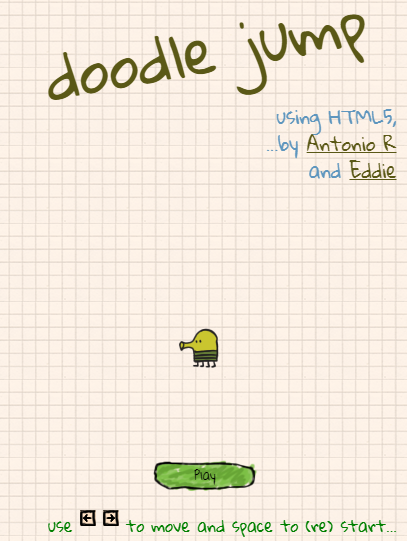 doodle jump
using HTML5,
...by Antonio R
and Eddie
Play
use ← → to move and space to (re) start...